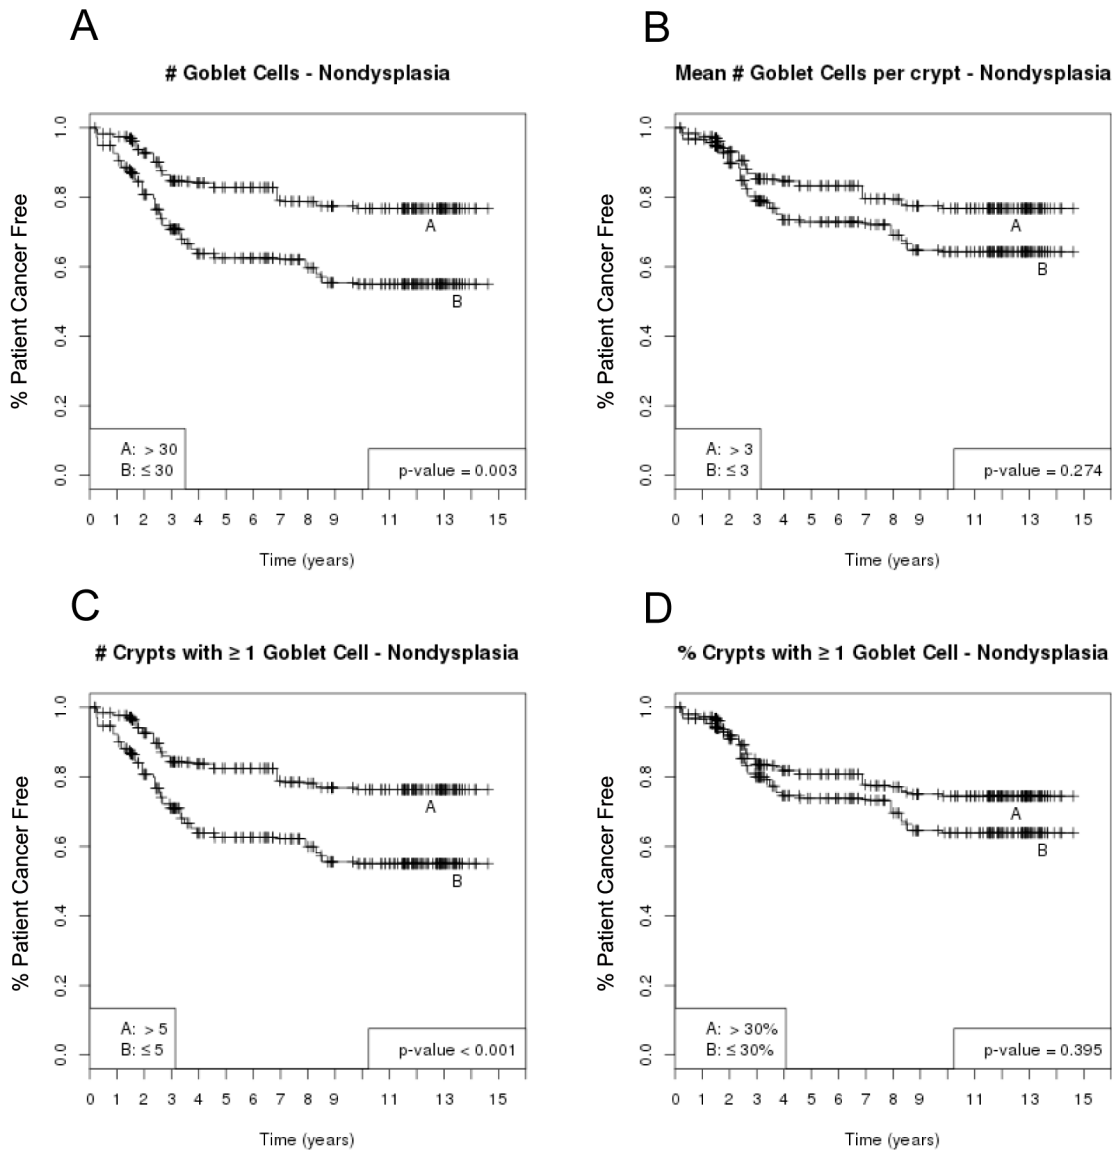 A
# Goblet Cells - Nondysplasia
% Patient Cancer Free
1.0
0.8
0.6
0.4
0.2
0.0
A
B
A: > 30
B: ≤ 30
p-value = 0.003
0 1 2 3 4 5 6 7 8 9 11 13 15
Time (years)
B
Mean # Goblet Cells per crypt - Nondysplasia
% Patient Cancer Free
1.0
0.8
0.6
0.4
0.2
0.0
A
B
A: > 3
B: ≤ 3
p-value = 0.274
0 1 2 3 4 5 6 7 8 9 11 13 15
Time (years)
C
# Crypts with ≥ 1 Goblet Cell - Nondysplasia
% Patient Cancer Free
1.0
0.8
0.6
0.4
0.2
0.0
A
B
A: > 5
B: ≤ 5
p-value < 0.001
0 1 2 3 4 5 6 7 8 9 11 13 15
Time (years)
D
% Crypts with ≥ 1 Goblet Cell - Nondysplasia
% Patient Cancer Free
1.0
0.8
0.6
0.4
0.2
0.0
A
B
A: > 30%
B: ≤ 30%
p-value = 0.395
0 1 2 3 4 5 6 7 8 9 11 13 15
Time (years)